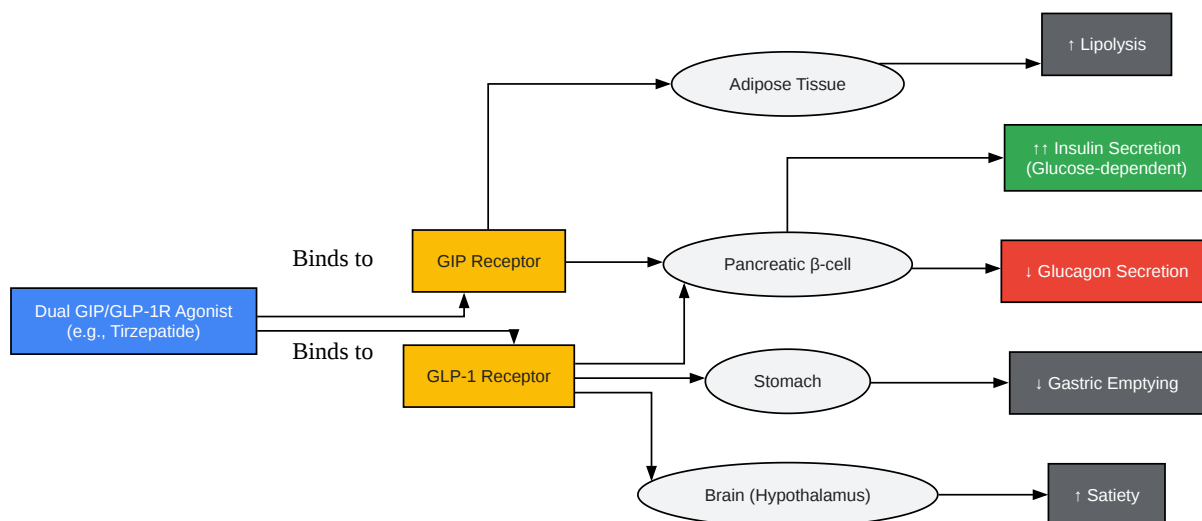 ↑ Lipolysis
Adipose Tissue
↑↑ Insulin Secretion
(Glucose-dependent)
Binds to
GIP Receptor
Pancreatic β-cell
↓ Glucagon Secretion
Dual GIP/GLP-1R Agonist
(e.g., Tirzepatide)
Binds to
GLP-1 Receptor
Stomach
↓ Gastric Emptying
Brain (Hypothalamus)
↑ Satiety